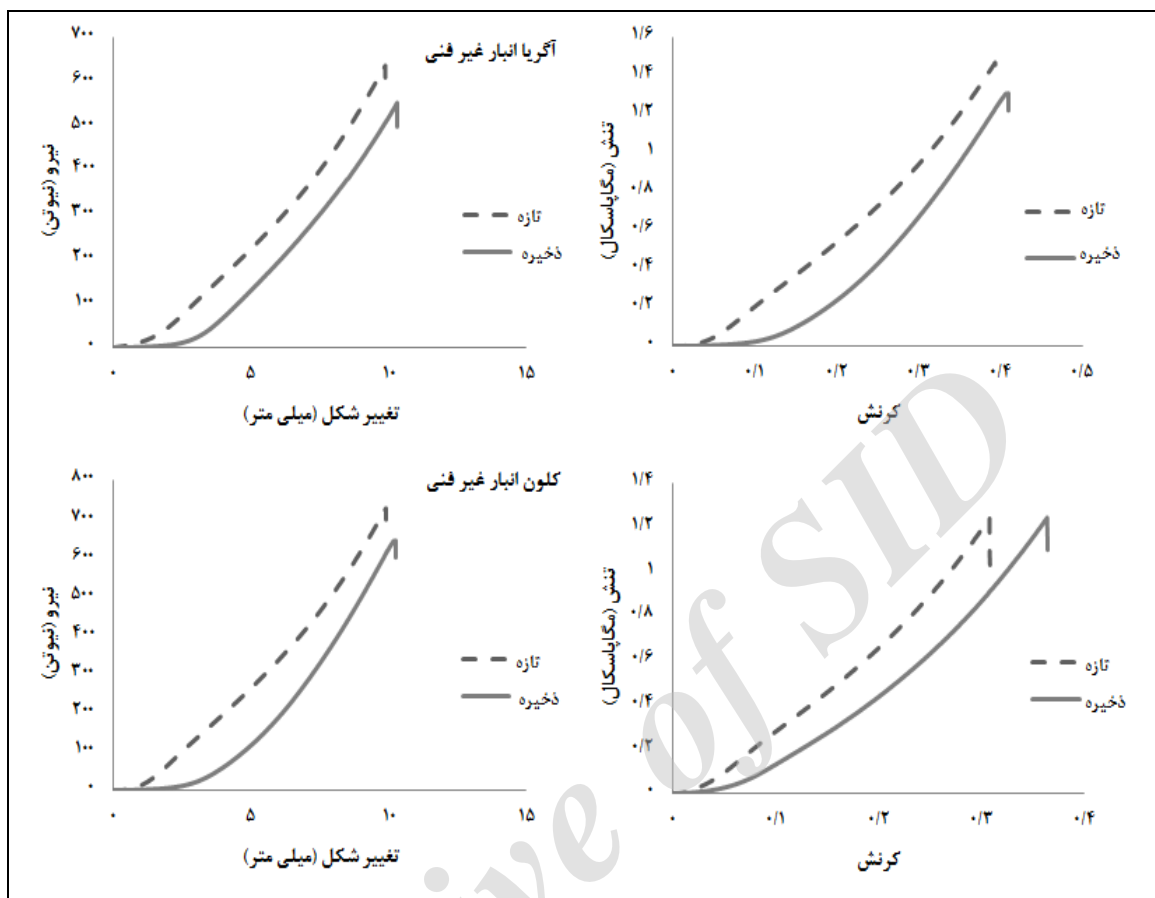 آگریا انبار غیر فنی
نیرو (نیوتن)
۷۰۰
۶۰۰
۵۰۰
۴۰۰
۳۰۰
۲۰۰
۱۰۰
۰
تازه
ذخیره
۰ ۵ ۱۰ ۱۵
تغییر شکل (میلی متر)
تنش (مگاپاسکال)
۱/۶
۱/۴
۱/۲
۱
۰/۸
۰/۶
۰/۴
۰/۲
۰
تازه
ذخیره
۰ ۰/۱ ۰/۲ ۰/۳ ۰/۴ ۰/۵
کرنش
کلون انبار غیر فنی
نیرو (نیوتن)
۸۰۰
۷۰۰
۶۰۰
۵۰۰
۴۰۰
۳۰۰
۲۰۰
۱۰۰
۰
تازه
ذخیره
۰ ۵ ۱۰ ۱۵
تغییر شکل (میلی متر)
تنش (مگاپاسکال)
۱/۴
۱/۲
۱
۰/۸
۰/۶
۰/۴
۰/۲
۰
تازه
ذخیره
۰ ۰/۱ ۰/۲ ۰/۳ ۰/۴
کرنش
ive of SID